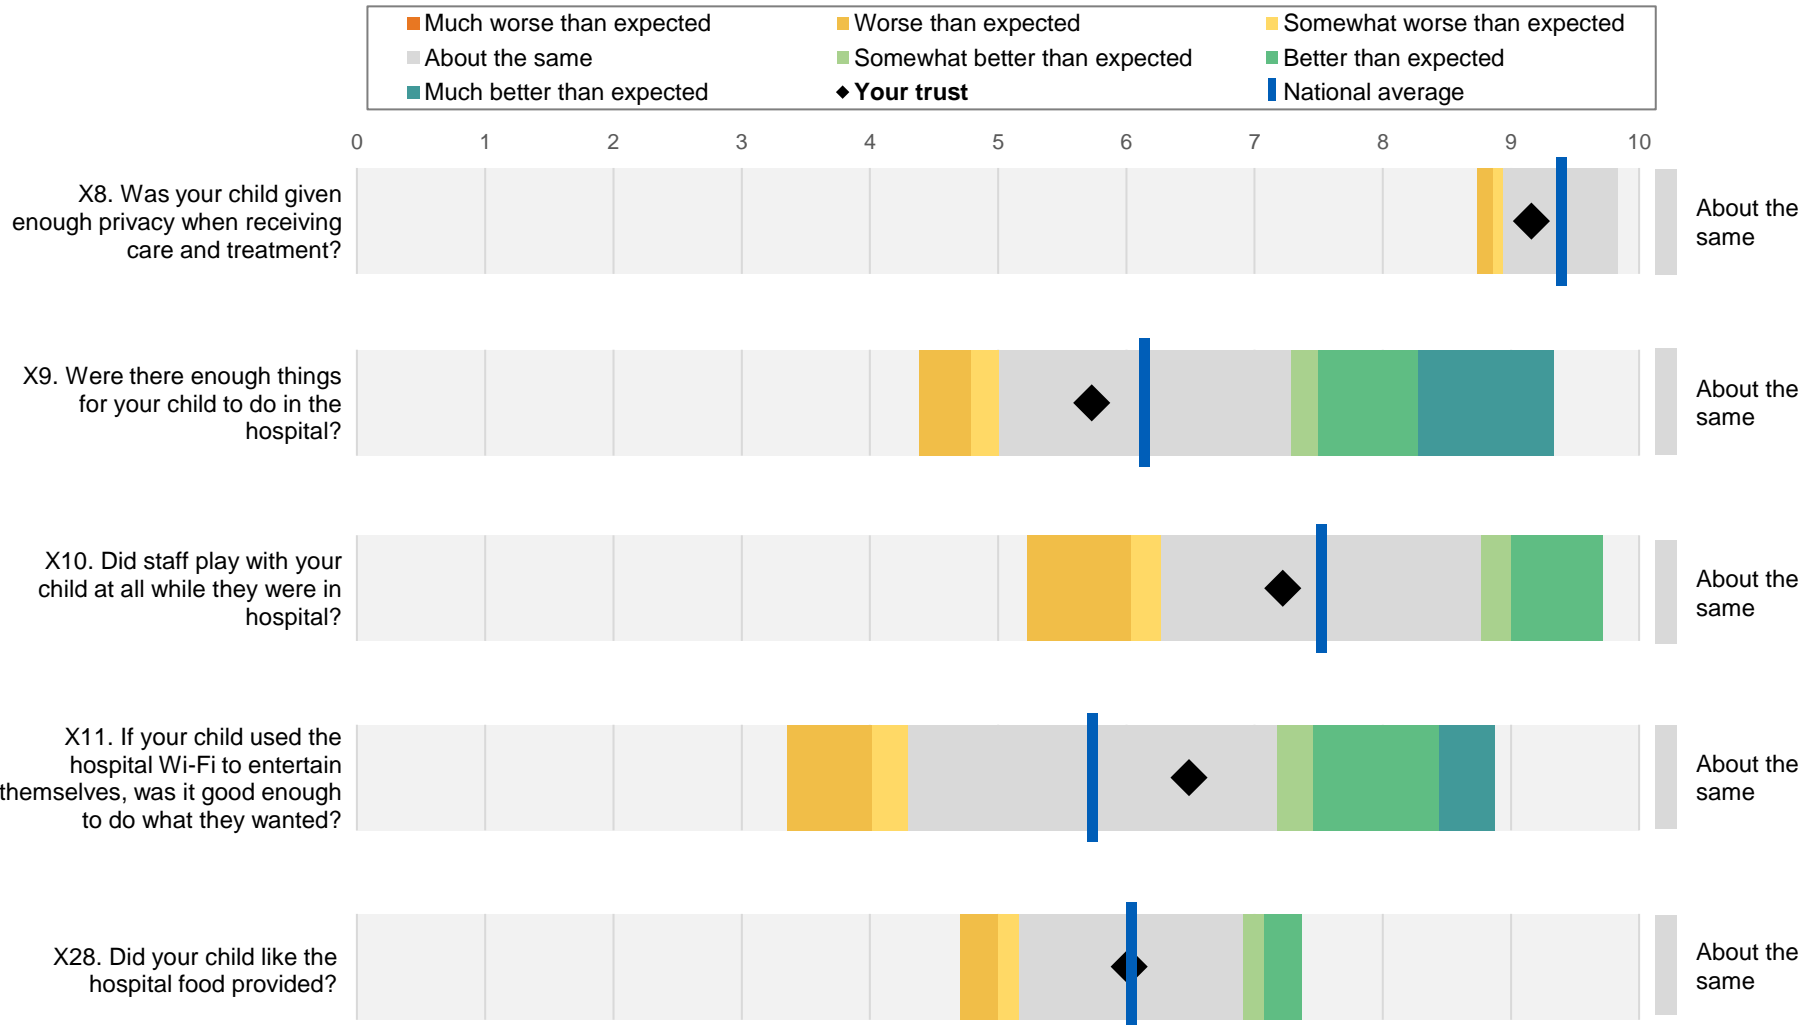 Much worse than expected
Worse than expected
Somewhat worse than expected
About the same
Somewhat better than expected
Better than expected
Much better than expected
Your trust
National average
0 1 2 3 4 5 6 7 8 9 10
X8. Was your child given
enough privacy when receiving
care and treatment?
About the
same
X9. Were there enough things
for your child to do in the
hospital?
About the
same
X10. Did staff play with your
child at all while they were in
hospital?
About the
same
X11. If your child used the
hospital Wi-Fi to entertain
themselves, was it good enough
to do what they wanted?
About the
same
X28. Did your child like the
hospital food provided?
About the
same